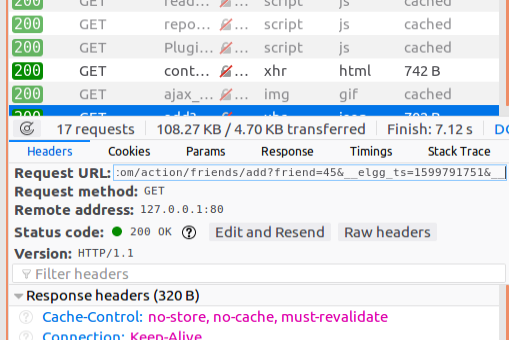 200 GET read... script js cached
200 GET repo... script js cached
200 GET Plugi... script js cached
200 GET cont... xhr html 742 B
200 GET ajax_... img gif cached
17 requests 108.27 KB / 4.70 KB transferred Finish: 7.12 s
Headers Cookies Params Response Timings Stack Trace
Request URL: :om/action/friends/add?friend=45&__elgg_ts=1599791751&__
Request method: GET
Remote address: 127.0.0.1:80
Status code: 200 OK Edit and Resend Raw headers
Version: HTTP/1.1
Filter headers
Response headers (320 B)
Cache-Control: no-store, no-cache, must-revalidate
Connection: Keep-Alive